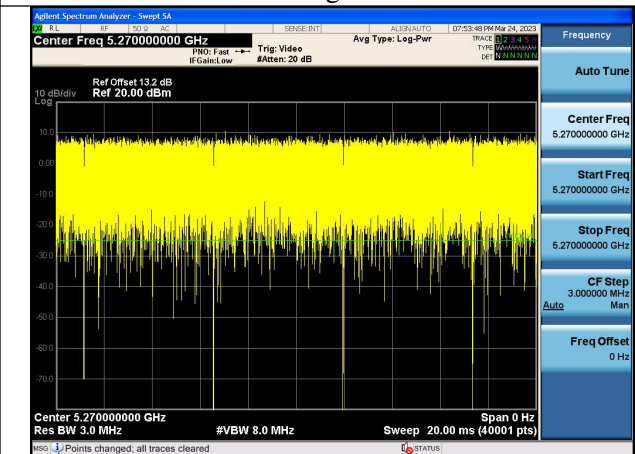 Agilent Spectrum Analyzer - Swept SA
RL RF 50 Ω AC SENSE:INT ALIGN AUTO 07:53:48 PM Mar 24, 2023
Center Freq 5.270000000 GHz
PNO: Fast
IFGain:Low
Trig: Video
#Atten: 20 dB
Avg Type: Log-Pwr
TRACE 1 2 3 4 5 6
TYPE
DET N N N N N N
Ref Offset 13.2 dB
10 dB/div Ref 20.00 dBm
Log
10.0
0.00
-10.0
-20.0
-30.0
-40.0
-50.0
-60.0
-70.0
Center 5.270000000 GHz Span 0 Hz
Res BW 3.0 MHz #VBW 8.0 MHz Sweep 20.00 ms (40001 pts)
MSG Points changed; all traces cleared STATUS
Frequency
Auto Tune
Center Freq
5.270000000 GHz
Start Freq
5.270000000 GHz
Stop Freq
5.270000000 GHz
CF Step
3.000000 MHz
Auto Man
Freq Offset
0 Hz